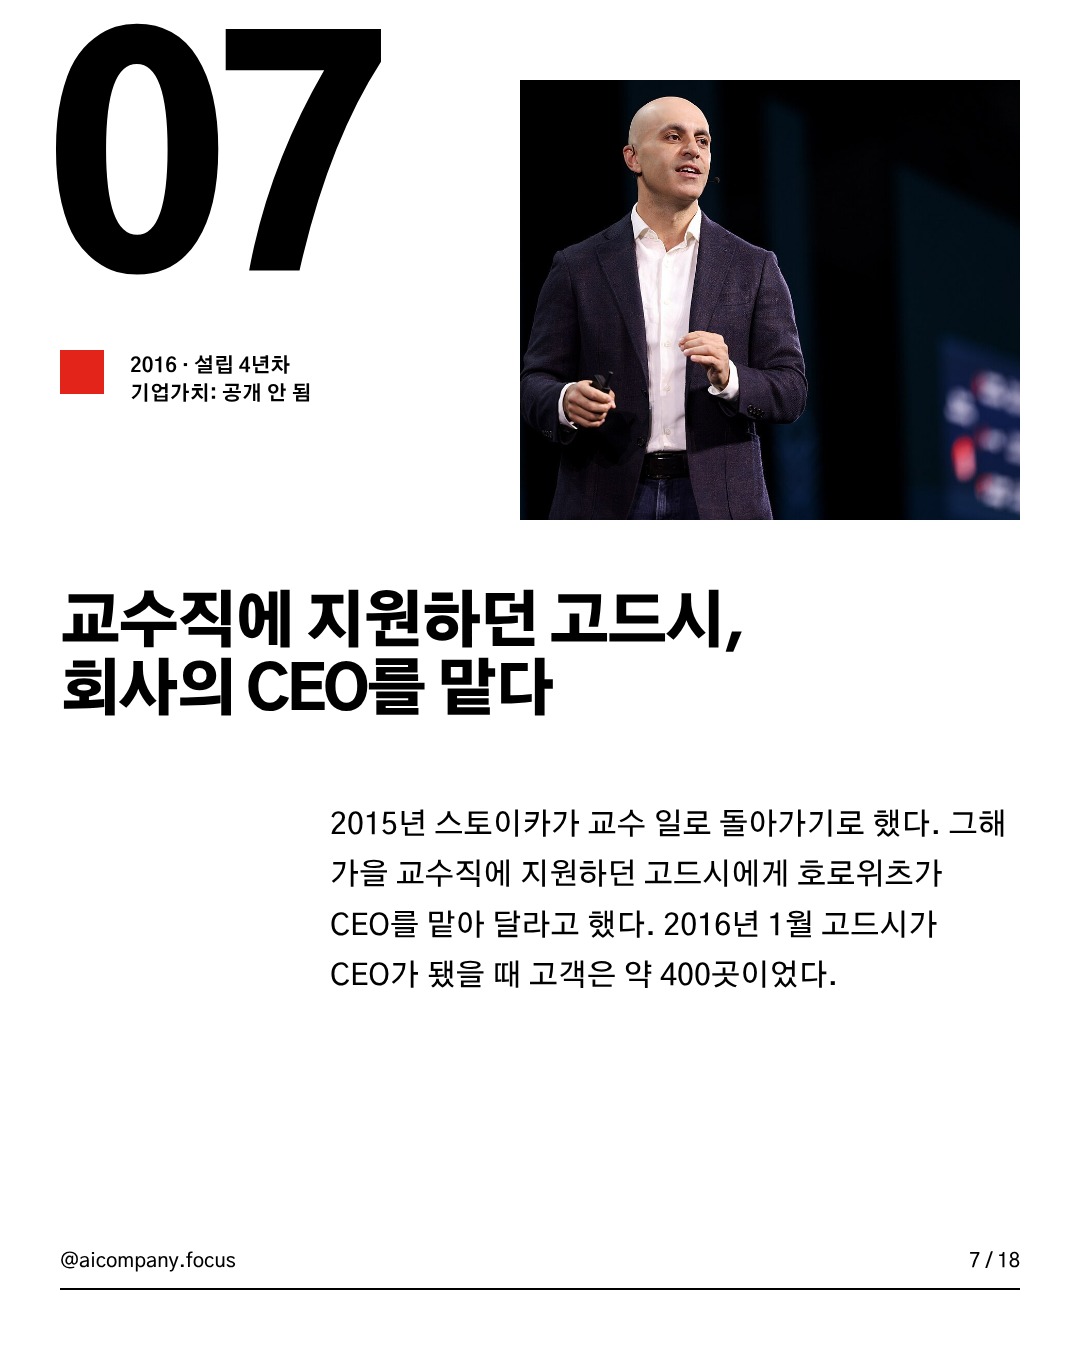 07
2016 · 설립 4년차
기업가치: 공개 안 됨
교수직에 지원하던 고드시,
회사의 CEO를 맡다
2015년 스토이카가 교수 일로 돌아가기로 했다. 그해
가을 교수직에 지원하던 고드시에게 호로위츠가
CEO를 맡아 달라고 했다. 2016년 1월 고드시가
CEO가 됐을 때 고객은 약 400곳이었다.
@aicompany.focus
7 / 18